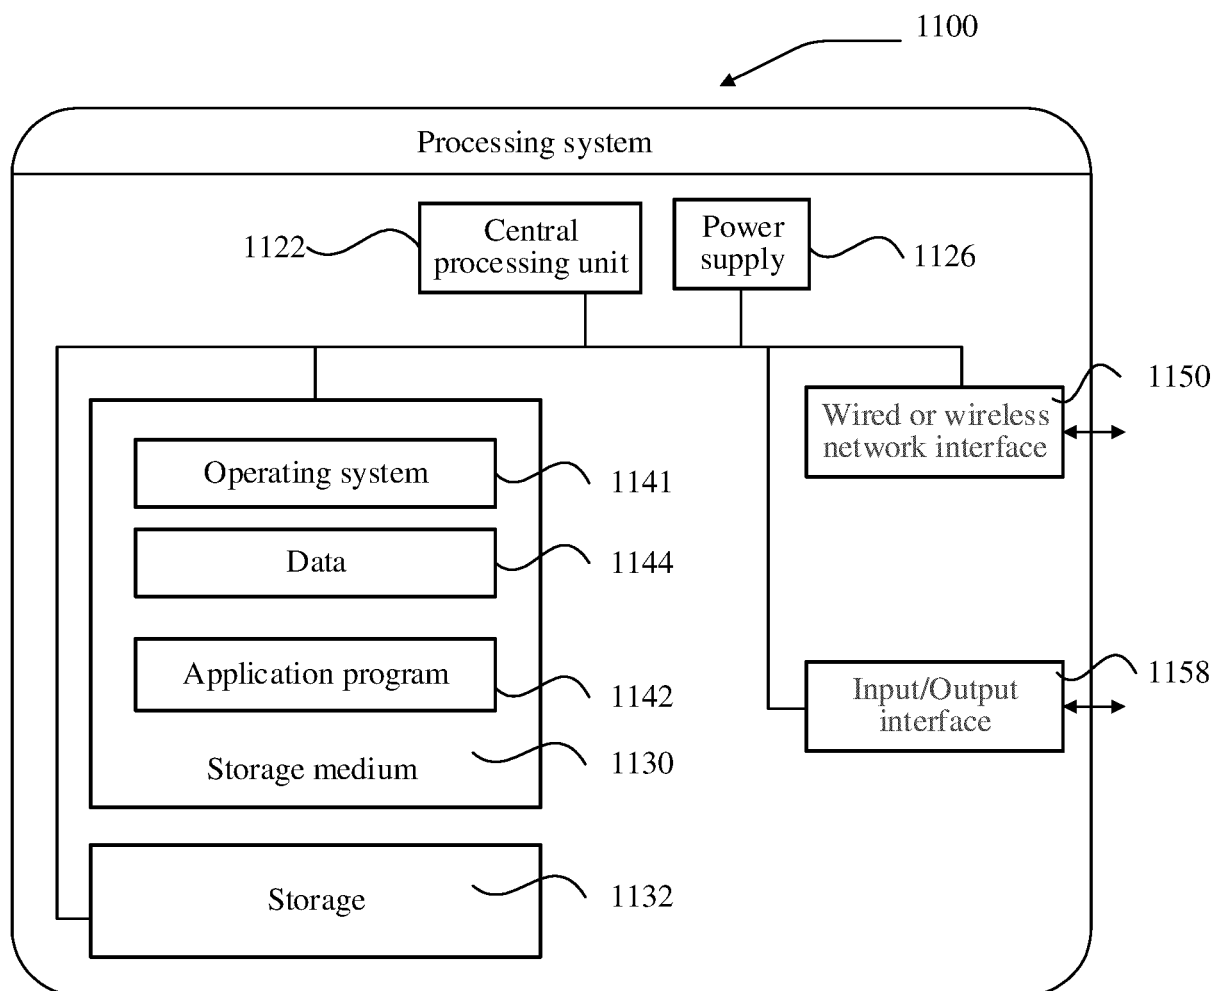 1100
Processing system
Central
processing unit
1122
Power
supply
1126
Wired or wireless
network interface
1150
Operating system
1141
Data
1144
Application program
1142
Storage medium
1130
Input/Output
interface
1158
Storage
1132